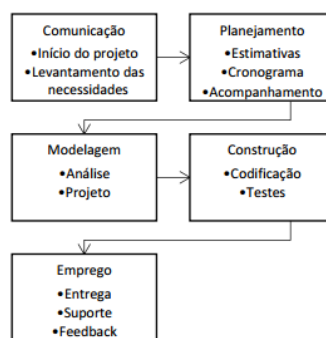 Comunicação
•Início do projeto
•Levantamento das
necessidades
Planejamento
•Estimativas
•Cronograma
•Acompanhamento
Modelagem
•Análise
•Projeto
Construção
•Codificação
•Testes
Emprego
•Entrega
•Suporte
•Feedback